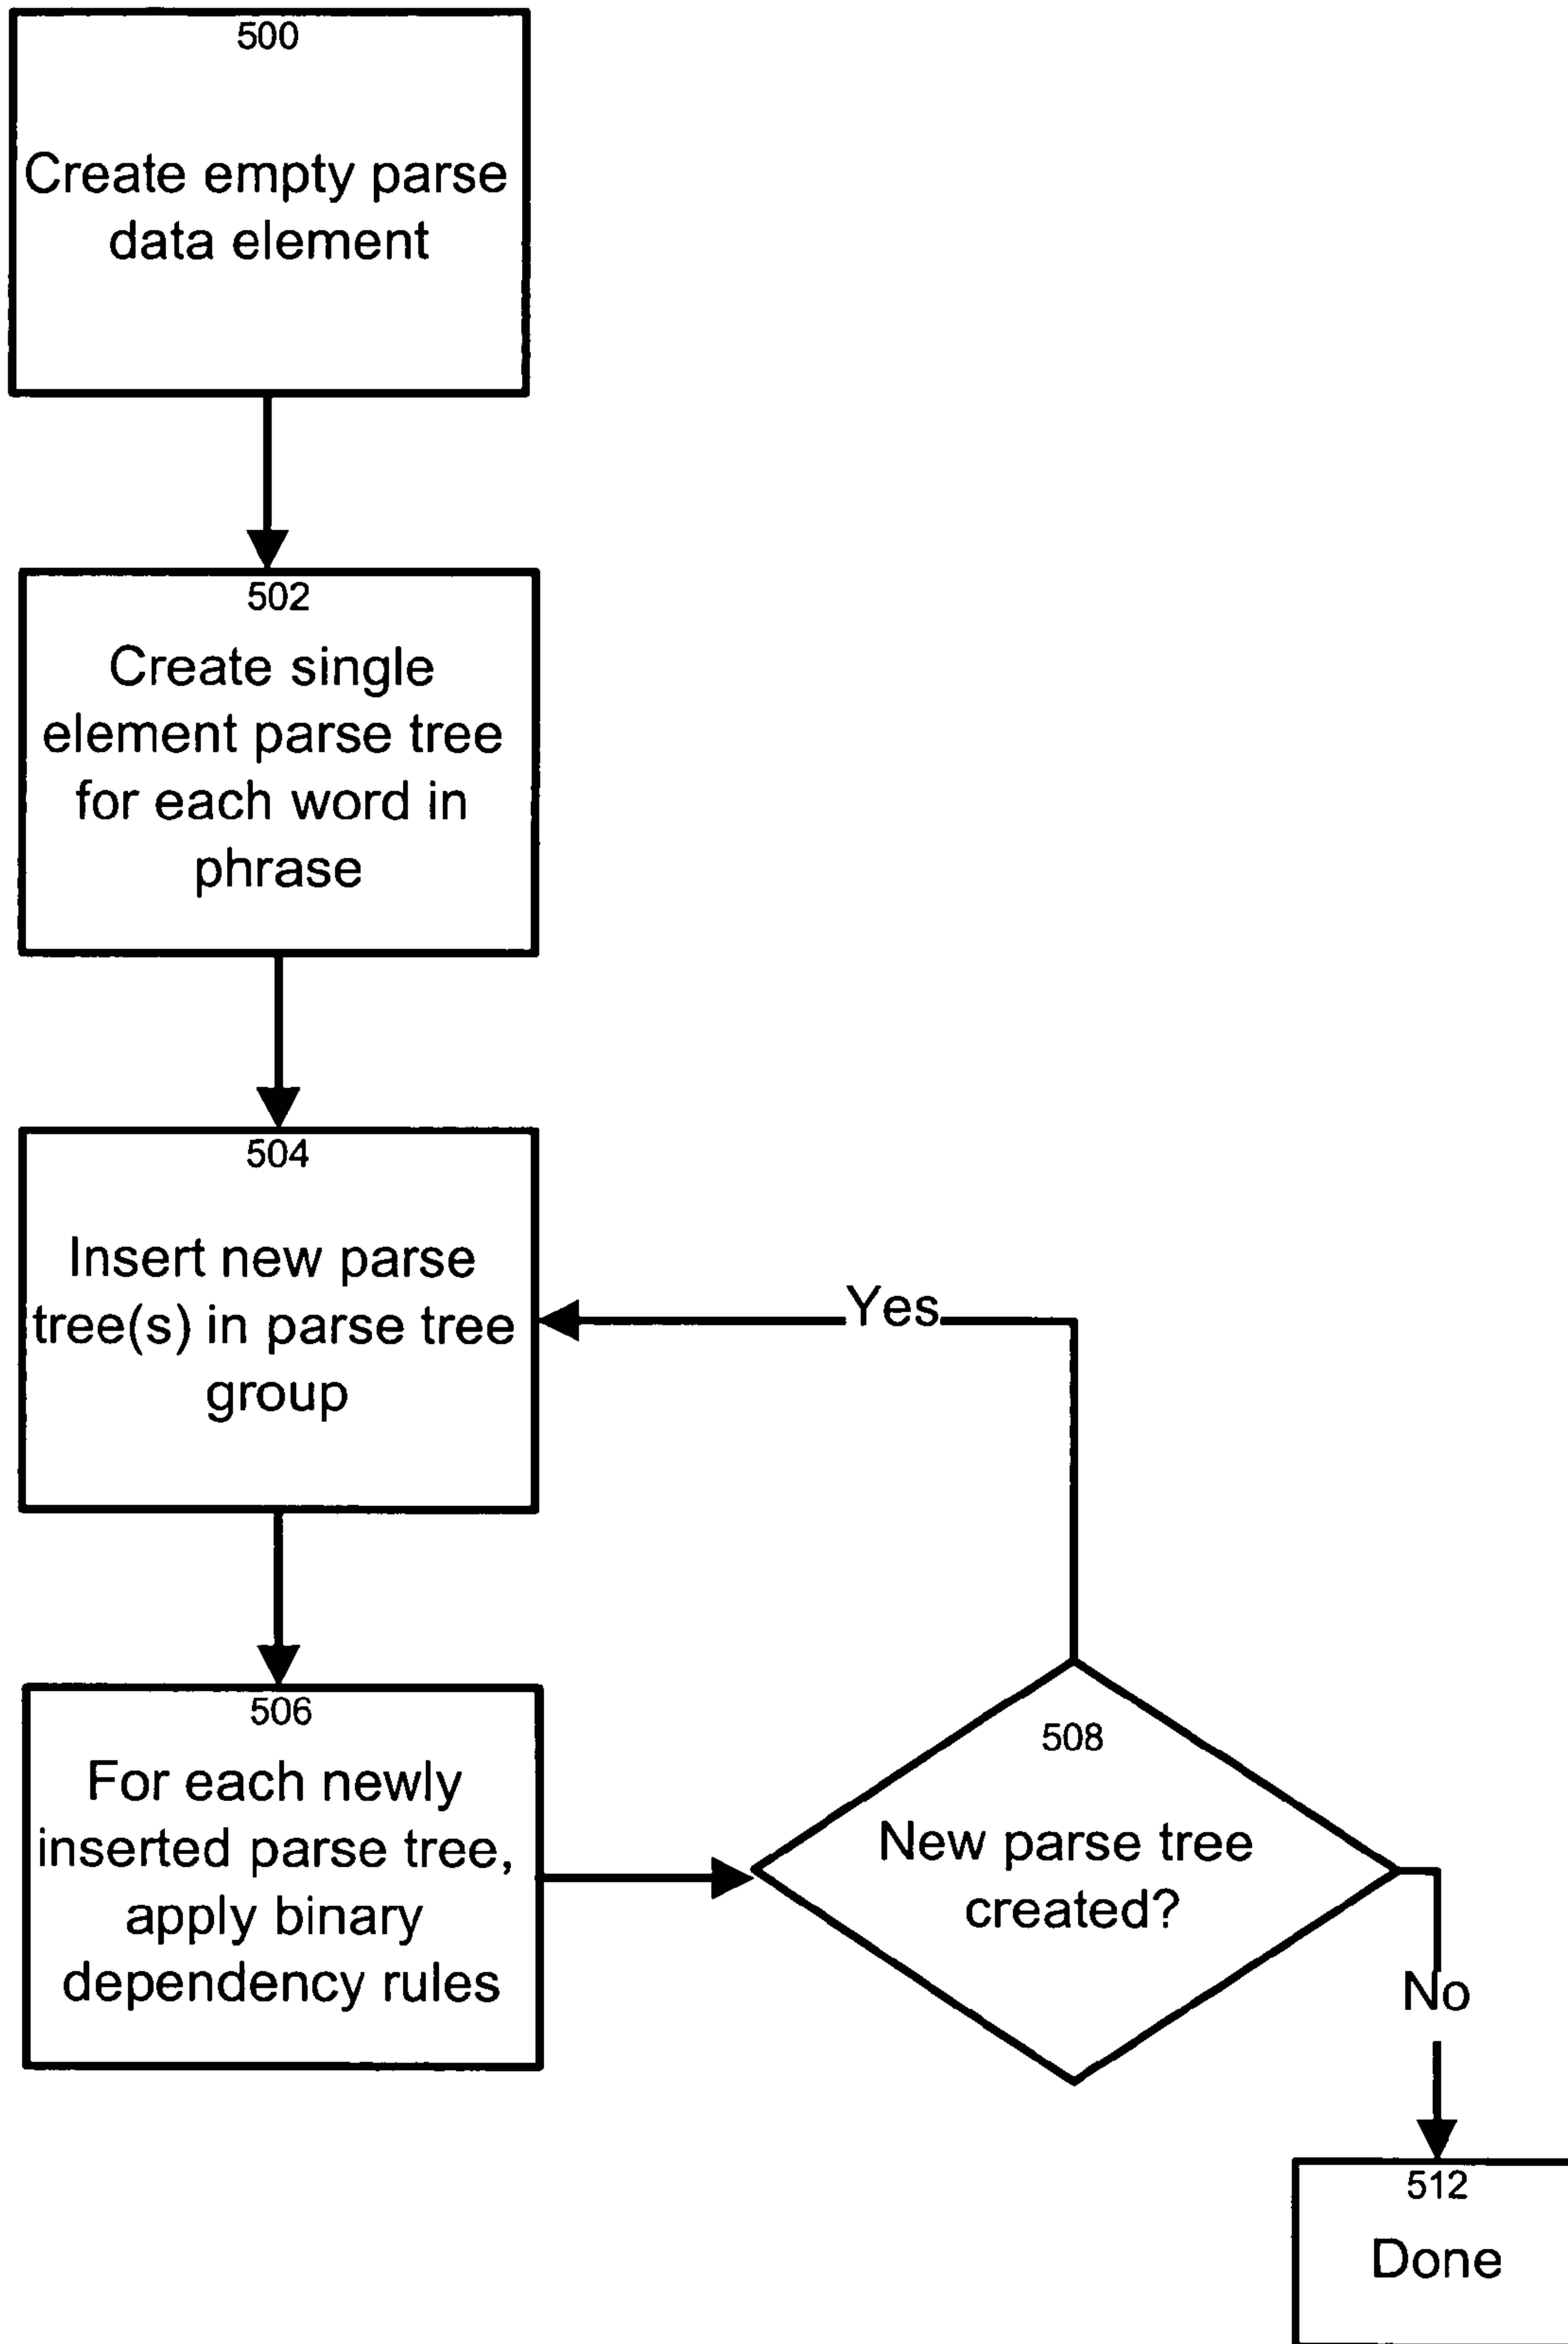 500
Create empty parse
data element
502
Create single
element parse tree
for each word in
phrase
504
Insert new parse
tree(s) in parse tree
group
Yes
506
For each newly
inserted parse tree,
apply binary
dependency rules
508
New parse tree
created?
No
512
Done